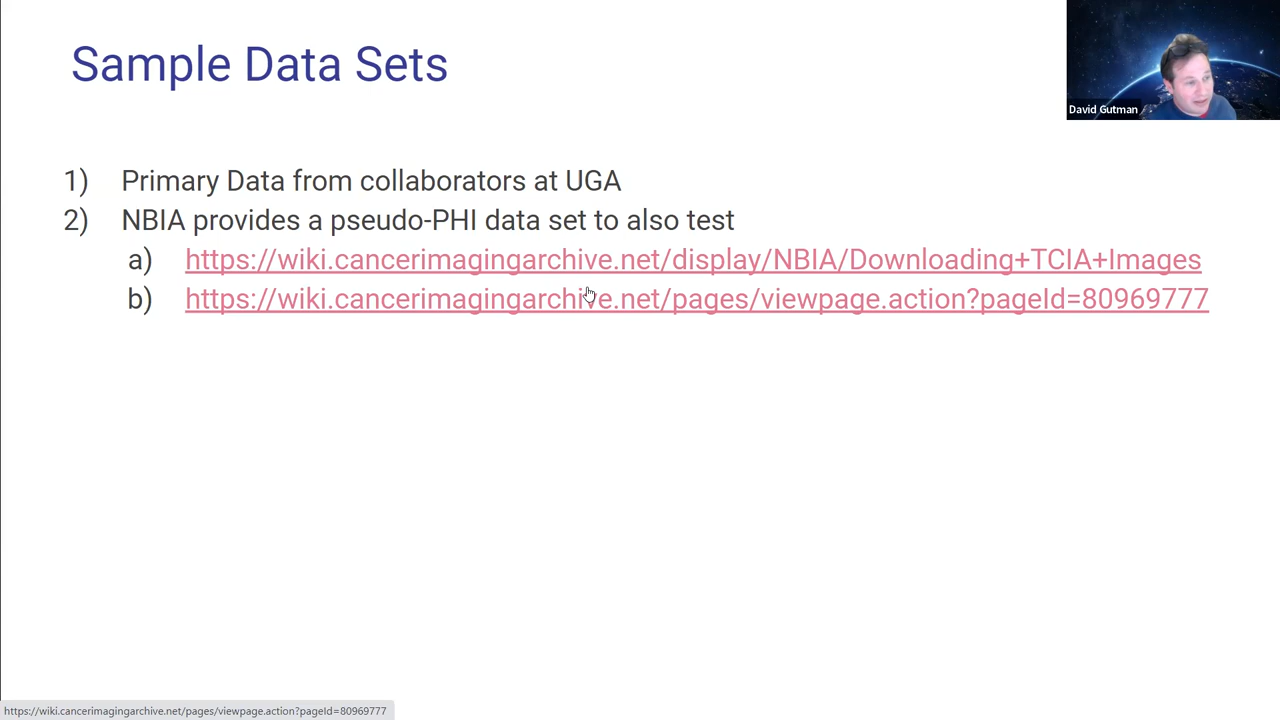 Sample Data Sets
David Gutman
1) Primary Data from collaborators at UGA
2) NBIA provides a pseudo-PHI data set to also test
a) https://wiki.cancerimagingarchive.net/display/NBIA/Downloading+TCIA+Images
b) https://wiki.cancerimagingarchive.net/pages/viewpage.action?pageId=80969777
https://wiki.cancerimagingarchive.net/pages/viewpage.action?pageId=80969777